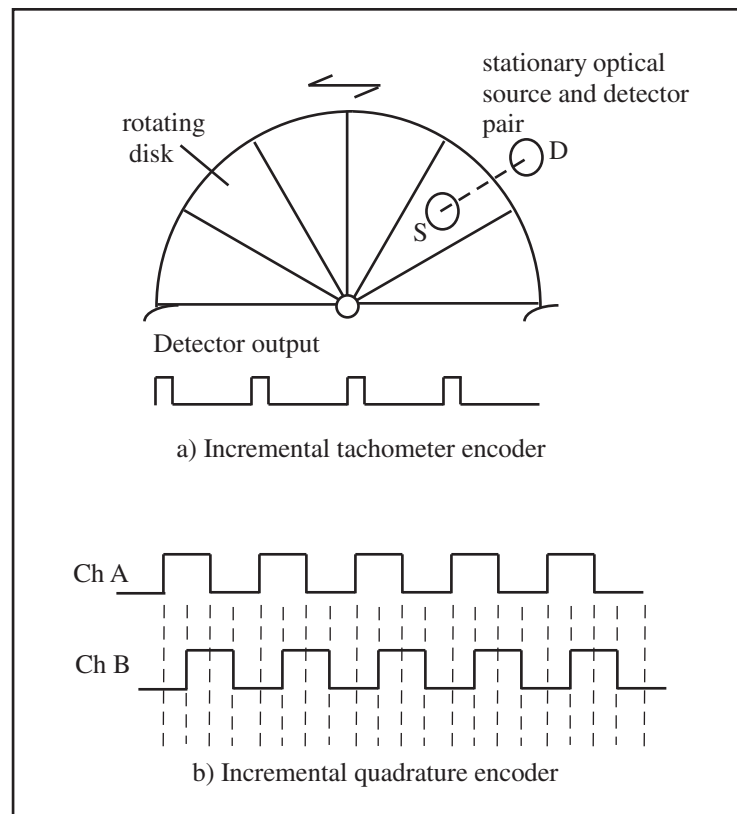 stationary optical
source and detector
pair
rotating
disk
D
S
Detector output
a) Incremental tachometer encoder
Ch A
Ch B
b) Incremental quadrature encoder